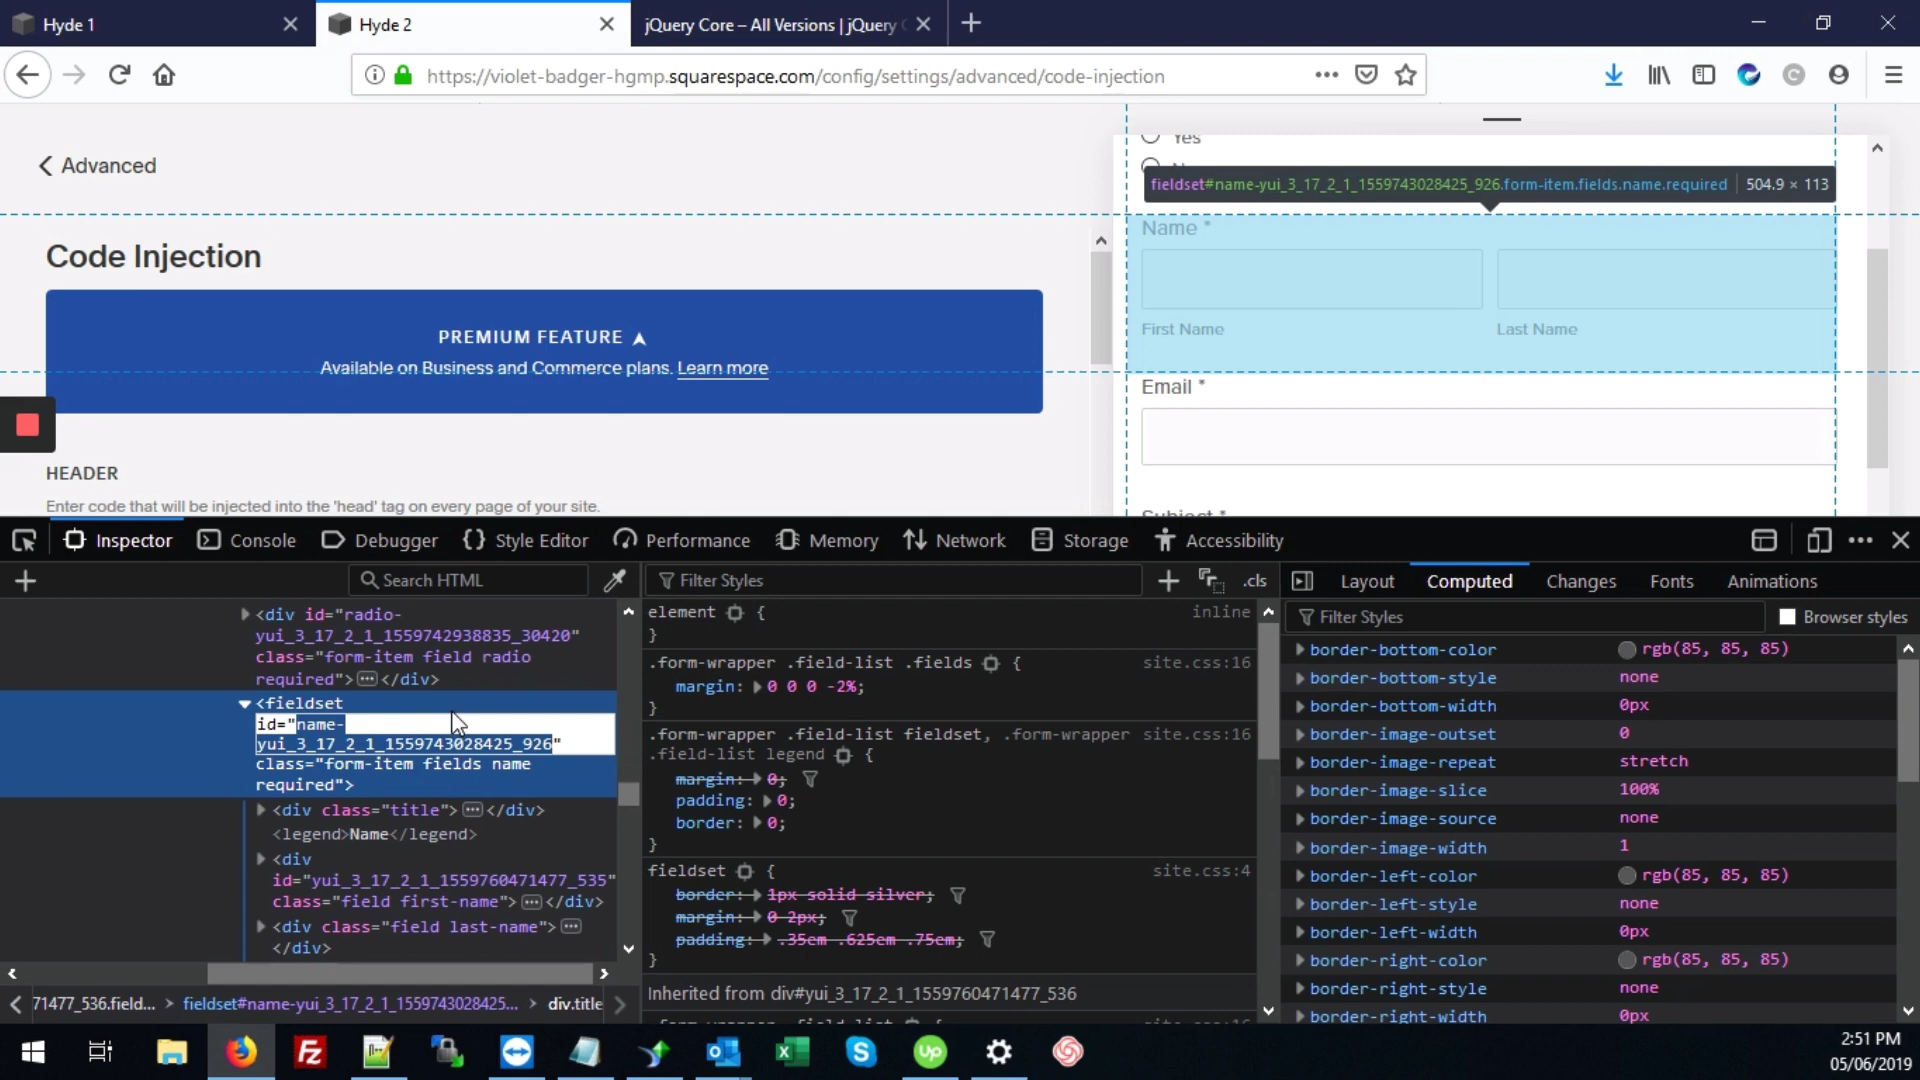 Hyde 1
Hyde 2
jQuery Core – All Versions | jQuery
https://violet-badger-hgmp.squarespace.com/config/settings/advanced/code-injection
Advanced
Code Injection
PREMIUM FEATURE
Available on Business and Commerce plans. Learn more
HEADER
Enter code that will be injected into the 'head' tag on every page of your site.
Yes
fieldset#name-yui_3_17_2_1_1559743028425_926.form-item.fields.name.required 504.9 × 113
Name *
First Name Last Name
Email *
Subject *
Inspector Console Debugger Style Editor Performance Memory Network Storage Accessibility
Search HTML
<div id="radio-
yui_3_17_2_1_1559742938835_30420"
class="form-item field radio
required"></div>
<fieldset
id="name-
yui_3_17_2_1_1559743028425_926"
class="form-item fields name
required">
<div class="title"></div>
<legend>Name</legend>
<div
id="yui_3_17_2_1_1559760471477_535"
class="field first-name"></div>
<div class="field last-name">
</div>
71477_536.field... > fieldset#name-yui_3_17_2_1_1559743028425... > div.title
Filter Styles
.cls
element {
inline
}
.form-wrapper .field-list .fields {
site.css:16
margin: 0 0 0 -2%;
}
.form-wrapper .field-list fieldset, .form-wrapper
site.css:16
.field-list legend {
margin: 0;
padding: 0;
border: 0;
}
fieldset {
site.css:4
border: 1px solid silver;
margin: 0 2px;
padding: .35em .625em .75em;
}
Inherited from div#yui_3_17_2_1_1559760471477_536
.form-wrapper .field-list {
site.css:16
Layout Computed Changes Fonts Animations
Filter Styles
Browser styles
border-bottom-color rgb(85, 85, 85)
border-bottom-style none
border-bottom-width 0px
border-image-outset 0
border-image-repeat stretch
border-image-slice 100%
border-image-source none
border-image-width 1
border-left-color rgb(85, 85, 85)
border-left-style none
border-left-width 0px
border-right-color rgb(85, 85, 85)
border-right-style none
border-right-width 0px
2:51 PM
05/06/2019